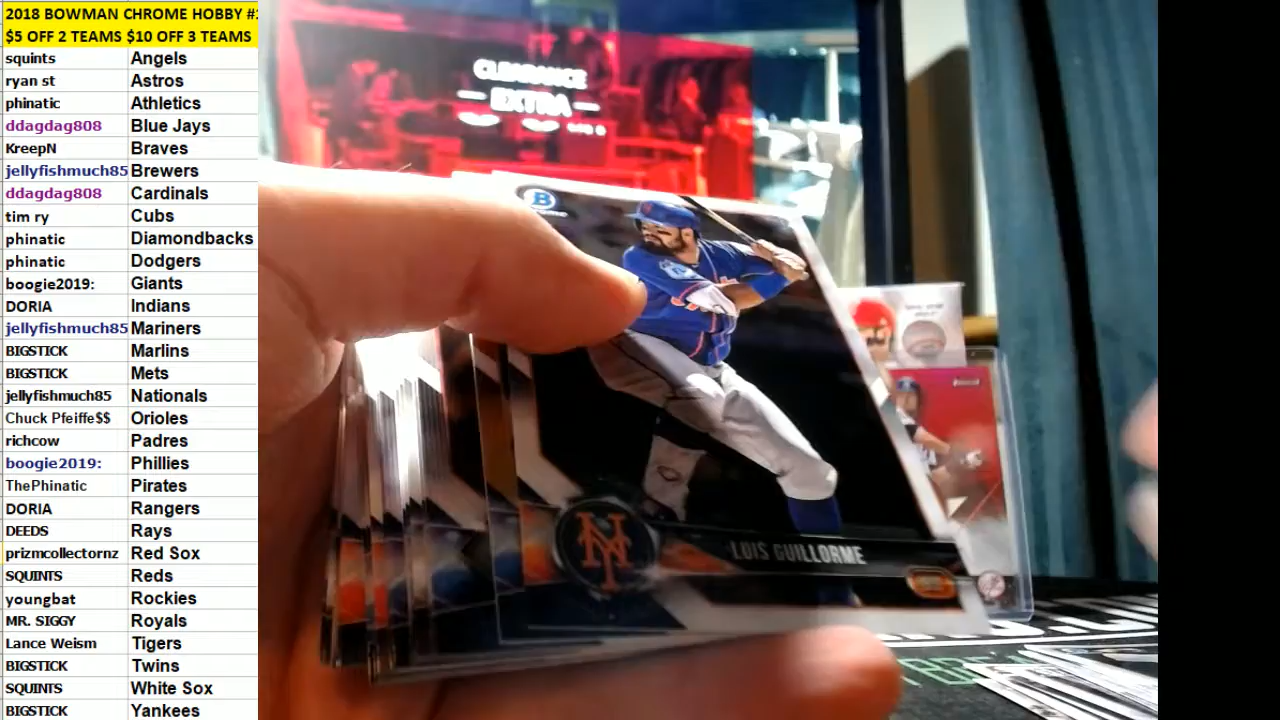 2018 BOWMAN CHROME HOBBY #
$5 OFF 2 TEAMS $10 OFF 3 TEAMS
squints Angels
ryan st Astros
phinatic Athletics
ddagdag808 Blue Jays
KreepN Braves
jellyfishmuch85 Brewers
ddagdag808 Cardinals
tim ry Cubs
phinatic Diamondbacks
phinatic Dodgers
boogie2019: Giants
DORIA Indians
jellyfishmuch85 Mariners
BIGSTICK Marlins
BIGSTICK Mets
jellyfishmuch85 Nationals
Chuck Pfeiffe$$ Orioles
richcow Padres
boogie2019: Phillies
ThePhinatic Pirates
DORIA Rangers
DEEDS Rays
prizmcollectornz Red Sox
SQUINTS Reds
youngbat Rockies
MR. SIGGY Royals
Lance Weism Tigers
BIGSTICK Twins
SQUINTS White Sox
BIGSTICK Yankees
CLEARANCE
EXTRA
B
NY
LUIS GUILLORME